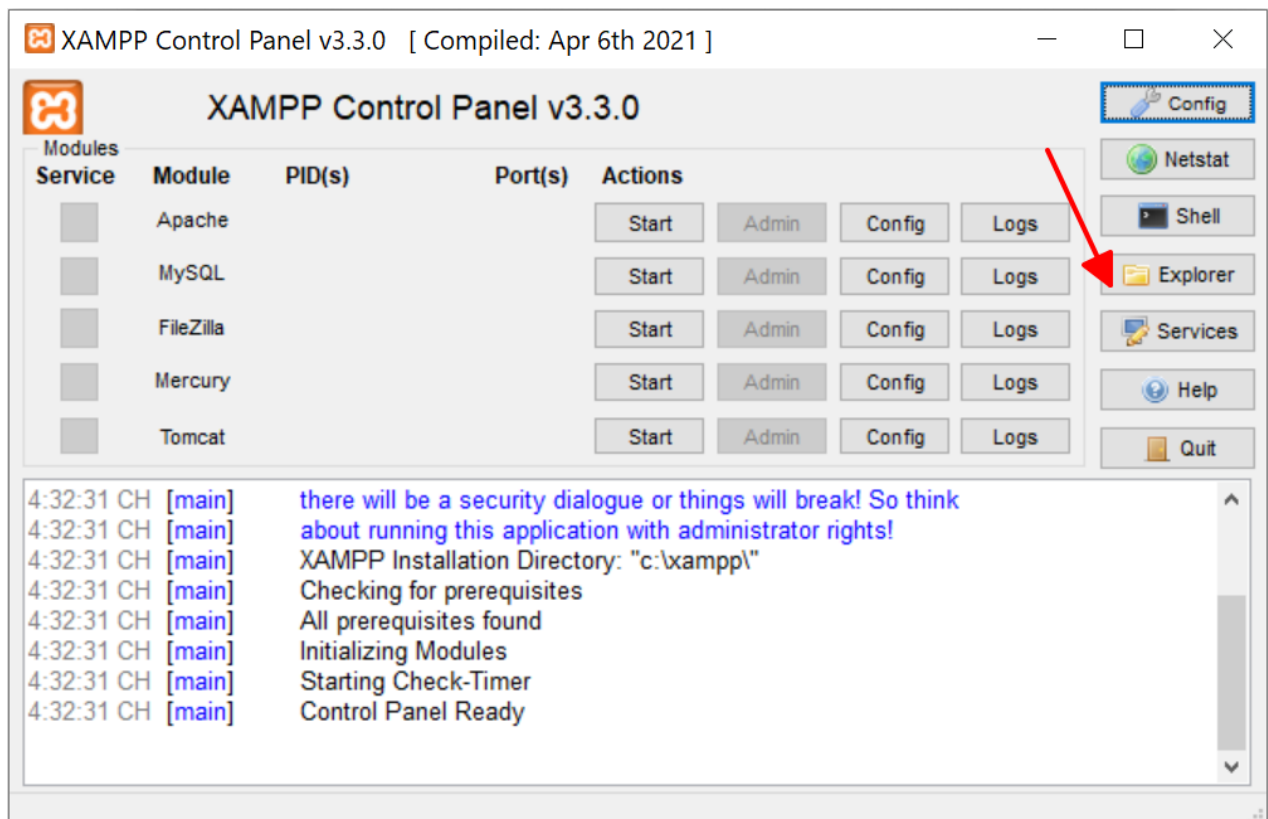 XAMPP Control Panel v3.3.0 [ Compiled: Apr 6th 2021 ]
XAMPP Control Panel v3.3.0
Config
Modules
Service Module PID(s) Port(s) Actions
Netstat
Apache Start Admin Config Logs
Shell
MySQL Start Admin Config Logs
Explorer
FileZilla Start Admin Config Logs
Services
Mercury Start Admin Config Logs
Help
Tomcat Start Admin Config Logs
Quit
4:32:31 CH [main] there will be a security dialogue or things will break! So think
4:32:31 CH [main] about running this application with administrator rights!
4:32:31 CH [main] XAMPP Installation Directory: "c:\xampp\"
4:32:31 CH [main] Checking for prerequisites
4:32:31 CH [main] All prerequisites found
4:32:31 CH [main] Initializing Modules
4:32:31 CH [main] Starting Check-Timer
4:32:31 CH [main] Control Panel Ready